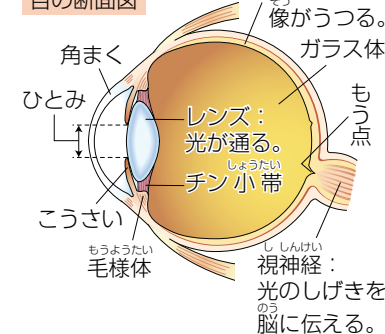 目の断面図
ぞう
像がうつる。
角まく
ガラス体
ひとみ
もう点
レンズ：
光が通る。
しょうたい
チン小帯
こうさい
もうようたい
毛様体
し しんけい
視神経：
光のしげきを
のう
脳に伝える。